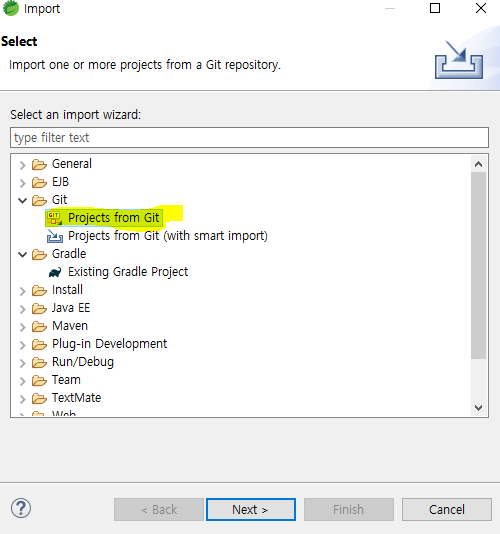 Import
Select
Import one or more projects from a Git repository.
Select an import wizard:
type filter text
General
EJB
Git
GIT
Projects from Git
Projects from Git (with smart import)
Gradle
Existing Gradle Project
Install
Java EE
Maven
Plug-in Development
Run/Debug
Team
TextMate
Web
?
< Back
Next >
Finish
Cancel